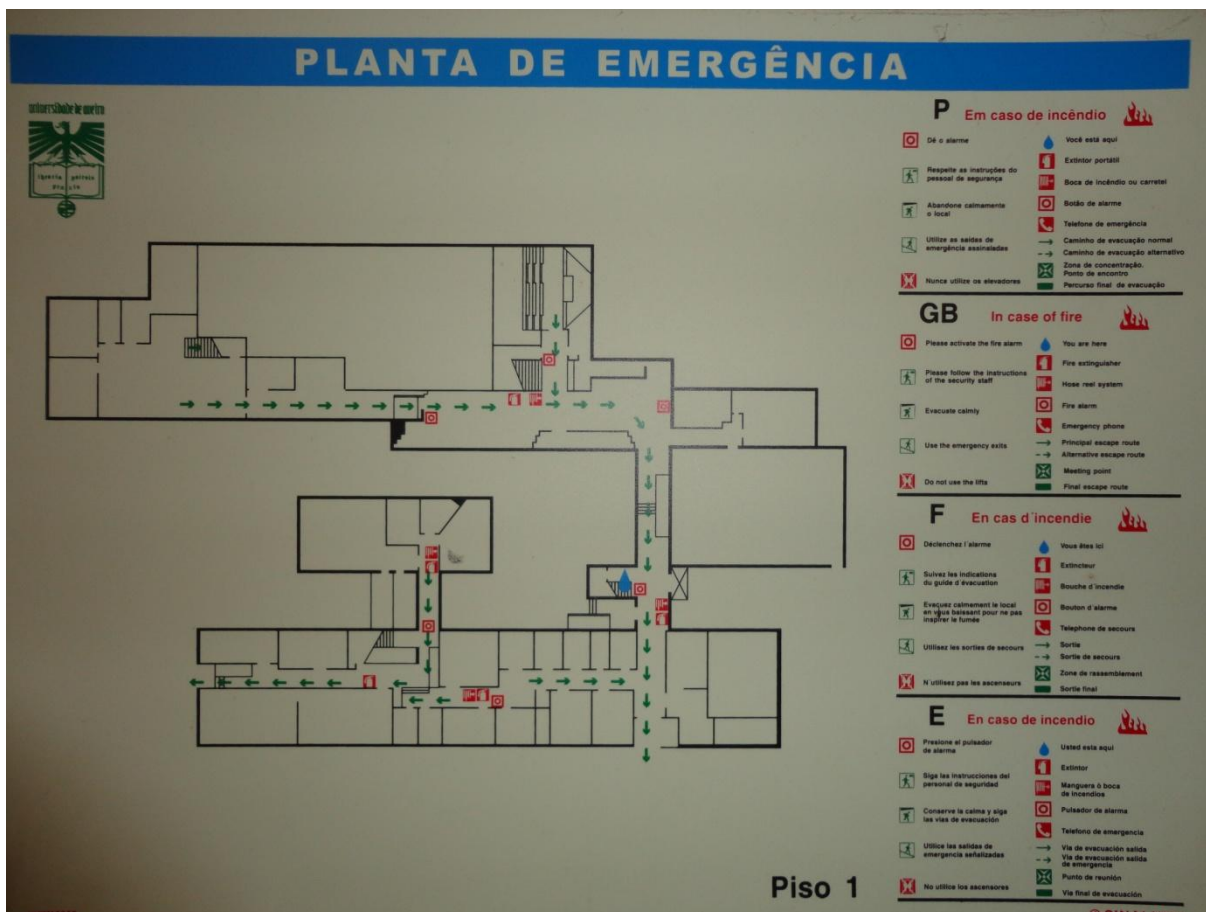 PLANTA DE EMERGÊNCIA
universidade de aveiro
P Em caso de incêndio
Dê o alarme
Respeite as instruções do
pessoal de segurança
Abandone calmamente
o local
Utilize as saídas de
emergência assinaladas
Nunca utilize os elevadores
Você está aqui
Extintor portátil
Boca de incêndio ou carretel
Botão de alarme
Telefone de emergência
Caminho de evacuação normal
Caminho de evacuação alternativo
Zona de concentração.
Ponto de encontro
Percurso final de evacuação
GB In case of fire
Please activate the fire alarm
Please follow the instructions
of the security staff
Evacuate calmly
Use the emergency exits
Do not use the lifts
You are here
Fire extinguisher
Hose reel system
Fire alarm
Emergency phone
Principal escape route
Alternative escape route
Meeting point
Final escape route
F En cas d´incendie
Déclenchez l´alarme
Suivez les indications
du guide d´évacuation
Evacuez calmament le local
en vous baissant pour ne pas
inspirer la fumée
Utilisez les sorties de secours
N´utilisez pas les ascenseurs
Vous êtes ici
Extincteur
Bouche d´incendie
Bouton d´alarme
Telephone de secours
Sortie
Sortie de secours
Zone de rassemblement
Sortie final
E En caso de incendio
Presione el pulsador
de alarma
Siga las instrucciones del
personal de seguridad
Conserve la calma y siga
las vias de evacuación
Utilice las salidas de
emergencia señalizadas
No utilice los ascensores
Usted esta aqui
Extintor
Manguera ò boca
de incendios
Pulsador de alarma
Telefono de emergencia
Via de evacuación salida
Via de evacuación salida
de emergencia
Punto de reunión
Via final de evacuación
Piso 1